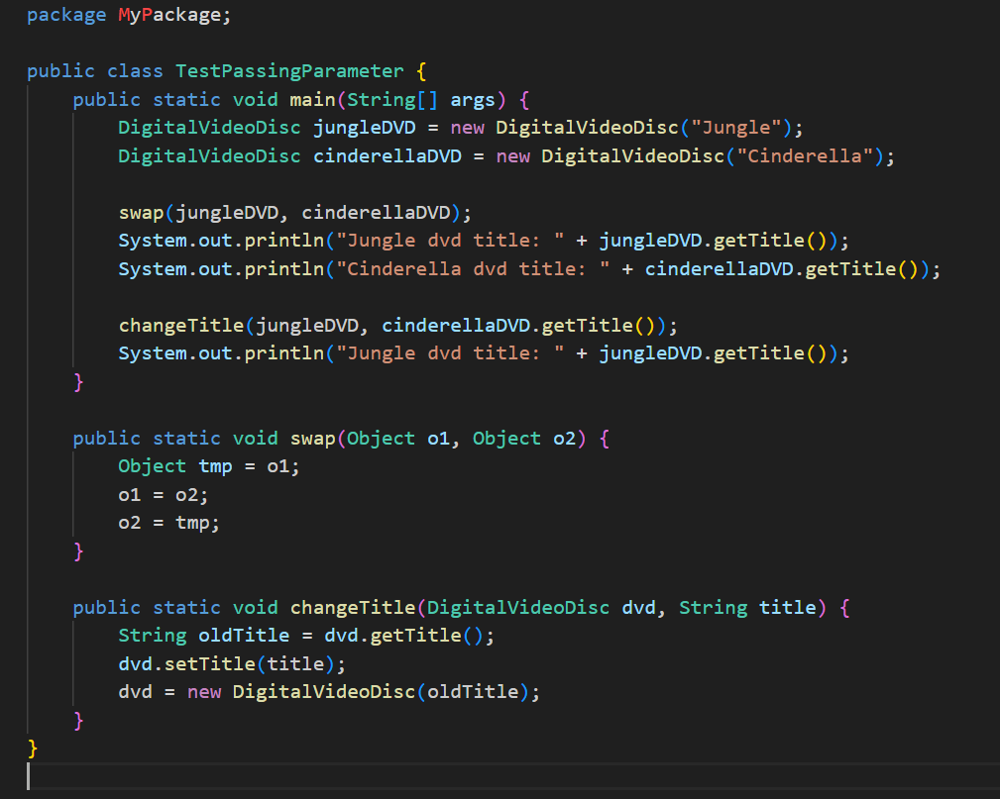 package MyPackage;
public class TestPassingParameter {
public static void main(String[] args) {
DigitalVideoDisc jungleDVD = new DigitalVideoDisc("Jungle");
DigitalVideoDisc cinderellaDVD = new DigitalVideoDisc("Cinderella");
swap(jungleDVD, cinderellaDVD);
System.out.println("Jungle dvd title: " + jungleDVD.getTitle());
System.out.println("Cinderella dvd title: " + cinderellaDVD.getTitle());
changeTitle(jungleDVD, cinderellaDVD.getTitle());
System.out.println("Jungle dvd title: " + jungleDVD.getTitle());
}
public static void swap(Object o1, Object o2) {
Object tmp = o1;
o1 = o2;
o2 = tmp;
}
public static void changeTitle(DigitalVideoDisc dvd, String title) {
String oldTitle = dvd.getTitle();
dvd.setTitle(title);
dvd = new DigitalVideoDisc(oldTitle);
}
}